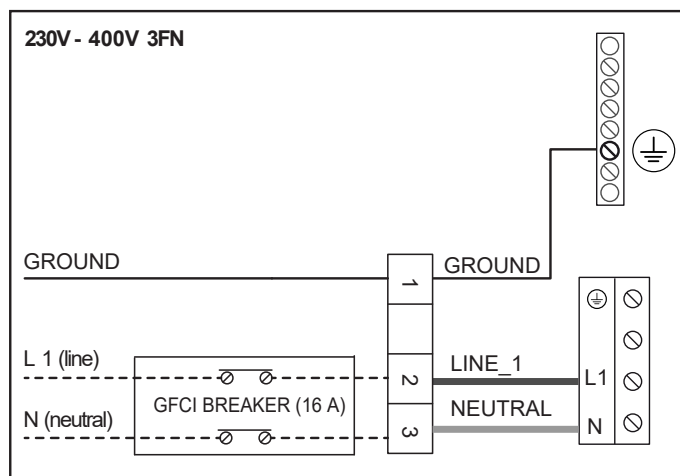 230V - 400V 3FN
GROUND
1
GROUND
L 1 (line)
GFCI BREAKER (16 A)
2
LINE_1
L1
N (neutral)
3
NEUTRAL
N